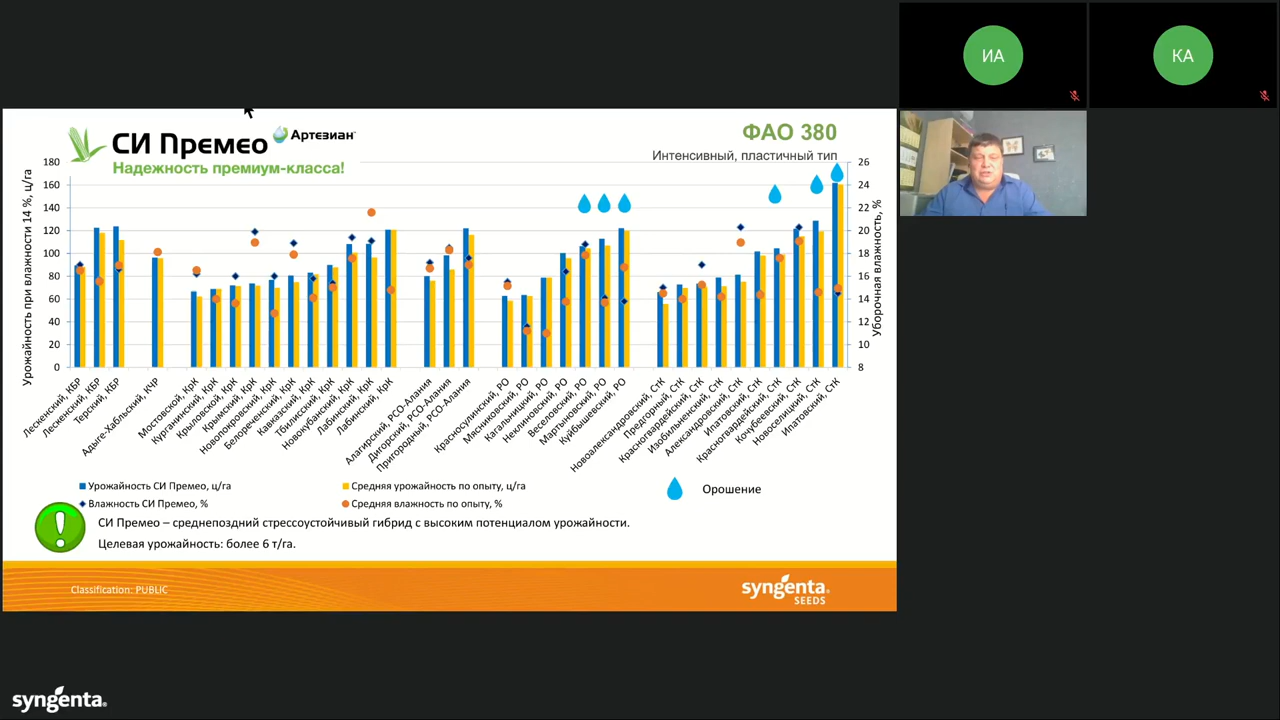 ИА
КА
СИ Премео Артезиан
Надежность премиум-класса!
ФАО 380
Интенсивный, пластичный тип
Урожайность при влажности 14 %, ц/га
180
160
140
120
100
80
60
40
20
0
26
24
22
20
18
16
14
12
10
8
Уборочная влажность, %
Лескенский, КБР
Лескенский, КБР
Терский, КБР
Адыге-Хабльский, КЧР
Мостовской, КрК
Курганинский, КрК
Крыловской, КрК
Крымский, КрК
Новопокровский, КрК
Белореченский, КрК
Кавказский, КрК
Тбилисский, КрК
Новокубанский, КрК
Лабинский, КрК
Лабинский, КрК
Алагирский, РСО-Алания
Дигорский, РСО-Алания
Пригородный, РСО-Алания
Красносулинский, РО
Мясниковский, РО
Кагальницкий, РО
Неклиновский, РО
Веселовский, РО
Мартыновский, РО
Куйбышевский, РО
Новоалександровский, СтК
Предгорный, СтК
Красногвардейский, СтК
Изобильненский, СтК
Александровский, СтК
Ипатовский, СтК
Красногвардейский, СтК
Кочубеевский, СтК
Новоселицкий, СтК
Ипатовский, СтК
Урожайность СИ Премео, ц/га
Средняя урожайность по опыту, ц/га
Влажность СИ Премео, %
Средняя влажность по опыту, %
Орошение
СИ Премео – среднепоздний стрессоустойчивый гибрид с высоким потенциалом урожайности.
Целевая урожайность: более 6 т/га.
Classification: PUBLIC
syngenta
SEEDS
syngenta